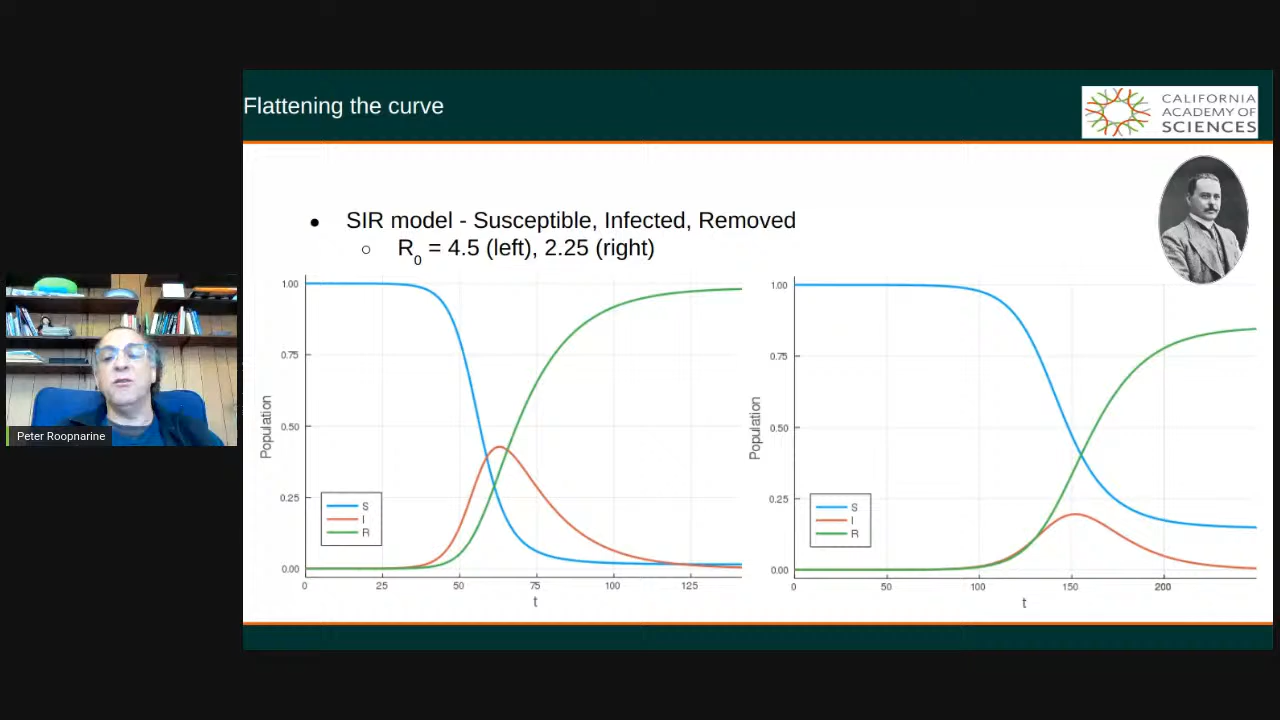 Flattening the curve
CALIFORNIA
ACADEMY OF
SCIENCES
● SIR model - Susceptible, Infected, Removed
○ R0 = 4.5 (left), 2.25 (right)
Peter Roopnarine
Population
1.00
0.75
0.50
0.25
0.00
S
I
R
0 25 50 75 100 125
t
Population
1.00
0.75
0.50
0.25
0.00
S
I
R
0 50 100 150 200
t